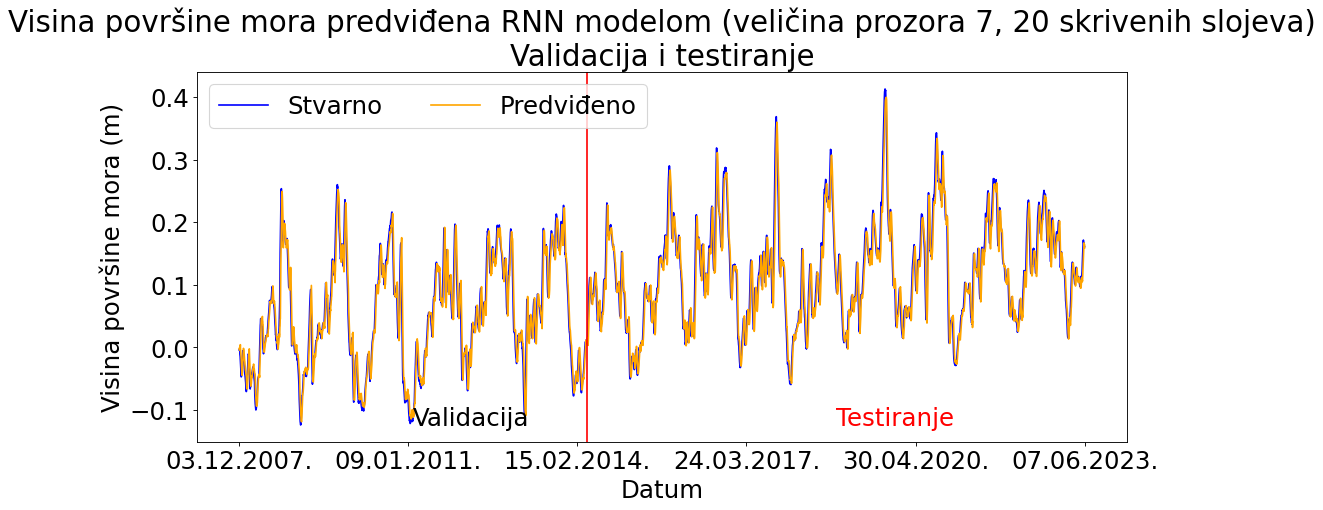 Visina površine mora predviđena RNN modelom (veličina prozora 7, 20 skrivenih slojeva)
Validacija i testiranje
Stvarno
Predviđeno
Visina površine mora (m)
0.4
0.3
0.2
0.1
0.0
−0.1
Validacija
Testiranje
03.12.2007.
09.01.2011.
15.02.2014.
24.03.2017.
30.04.2020.
07.06.2023.
Datum